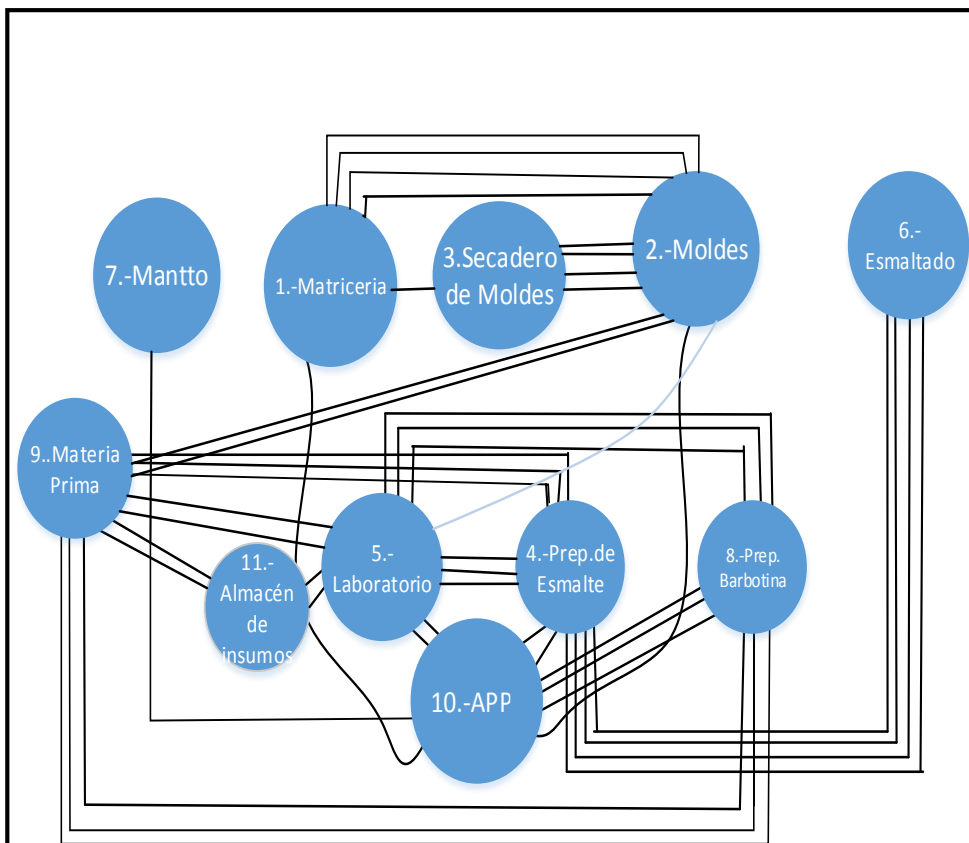 7.-Mantto
1.-Matriceria
3.Secadero
de Moldes
2.-Moldes
6.-
Esmaltado
9..Materia
Prima
11.-
Almacén
de
insumos
5.-
Laboratorio
4.-Prep.de
Esmalte
8.-Prep.
Barbotina
10.-APP